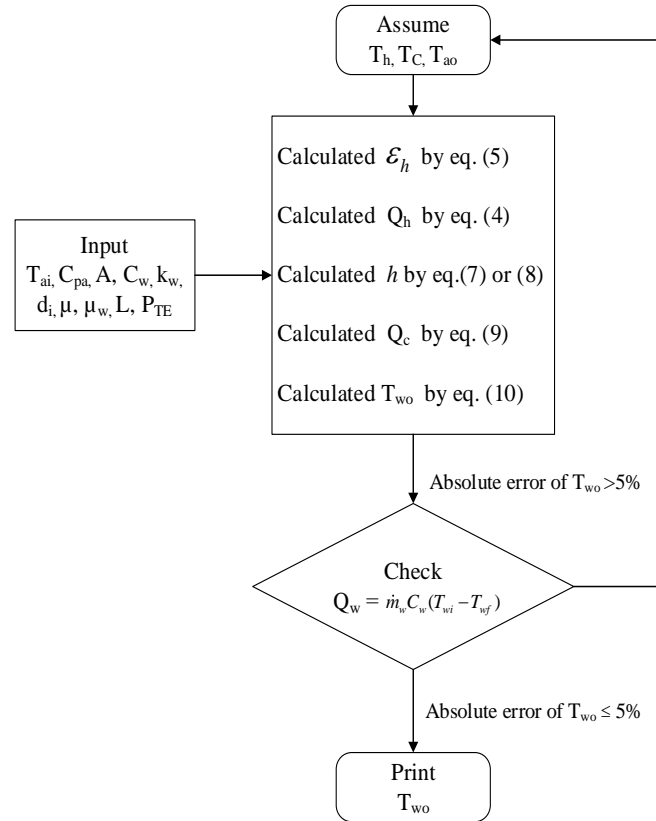 Assume
T_h, T_C, T_ao
Calculated ε_h by eq. (5)
Calculated Q_h by eq. (4)
Input
T_ai, C_pa, A, C_w, k_w,
d_i, μ, μ_w, L, P_TE
Calculated h by eq.(7) or (8)
Calculated Q_c by eq. (9)
Calculated T_wo by eq. (10)
Absolute error of T_wo >5%
Check
Q_w = ṁ_w C_w (T_wi – T_wf)
Absolute error of T_wo ≤ 5%
Print
T_wo